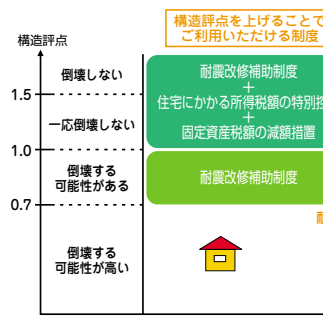 構造評点を上げることで
ご利用いただける制度
構造評点
倒壊しない
1.5
一応倒壊しない
1.0
倒壊する
可能性がある
0.7
倒壊する
可能性が高い
耐震改修補助制度
＋
住宅にかかる所得税額の特別控
＋
固定資産税額の減額措置
耐震改修補助制度
耐